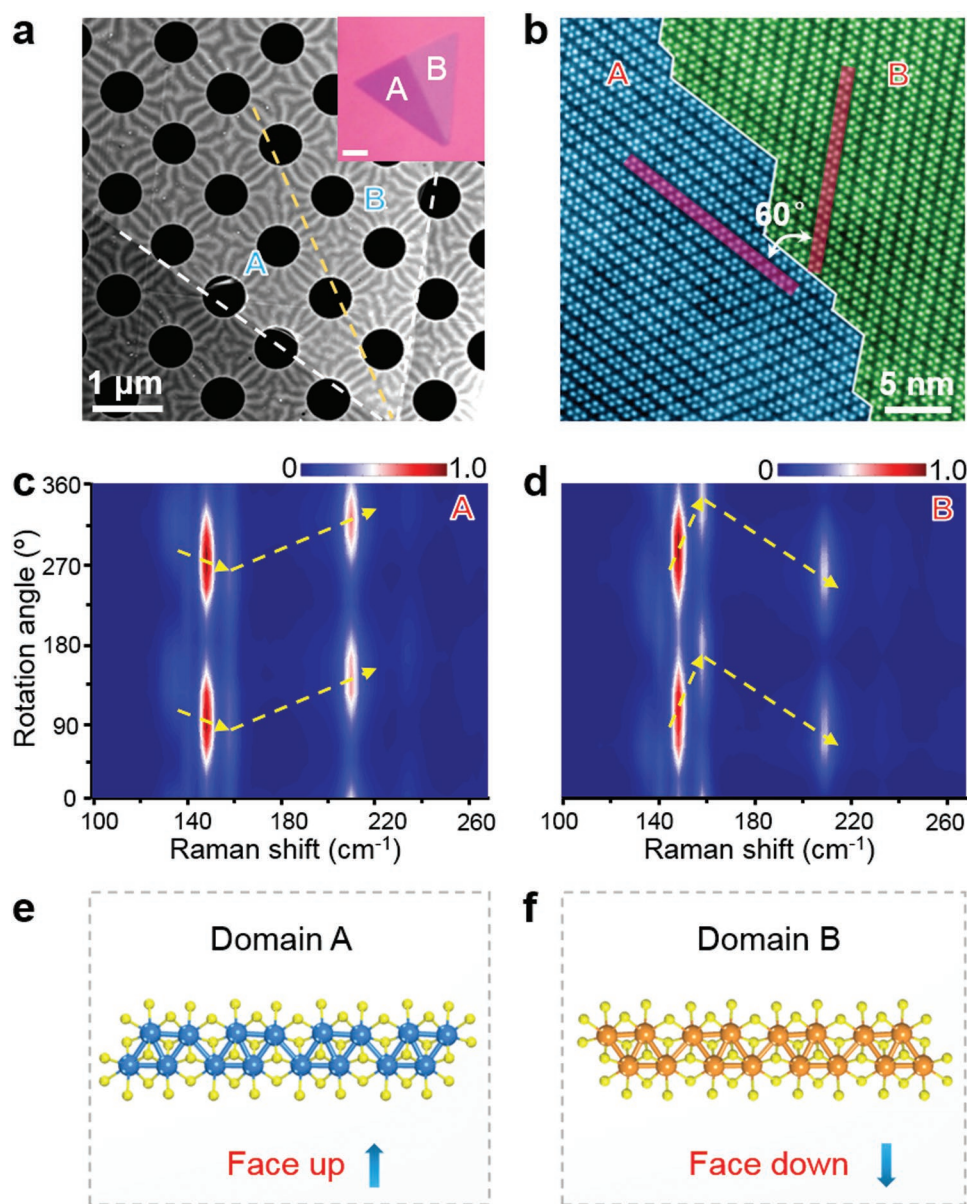 a
A
B
B
A
1 μm
b
A
B
60°
5 nm
c
0
1.0
A
360
270
180
90
0
Rotation angle (º)
100
140
180
220
260
Raman shift (cm⁻¹)
d
0
1.0
B
100
140
180
220
260
Raman shift (cm⁻¹)
e
Domain A
Face up
f
Domain B
Face down